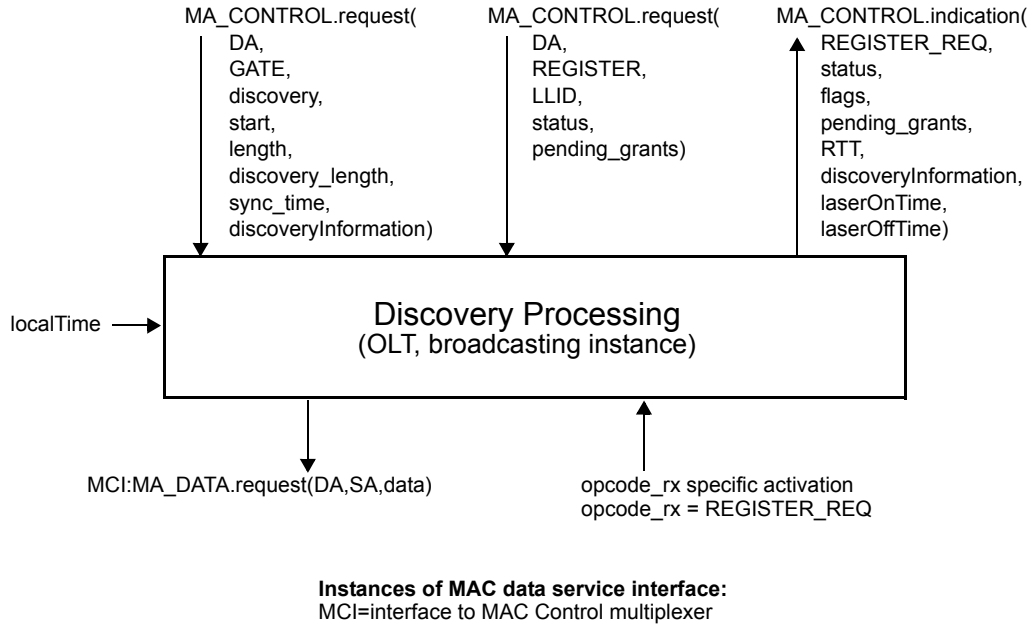 MA_CONTROL.request(
DA,
GATE,
discovery,
start,
length,
discovery_length,
sync_time,
discoveryInformation)
MA_CONTROL.request(
DA,
REGISTER,
LLID,
status,
pending_grants)
MA_CONTROL.indication(
REGISTER_REQ,
status,
flags,
pending_grants,
RTT,
discoveryInformation,
laserOnTime,
laserOffTime)
localTime
Discovery Processing
(OLT, broadcasting instance)
MCI:MA_DATA.request(DA,SA,data)
opcode_rx specific activation
opcode_rx = REGISTER_REQ
Instances of MAC data service interface:
MCI=interface to MAC Control multiplexer